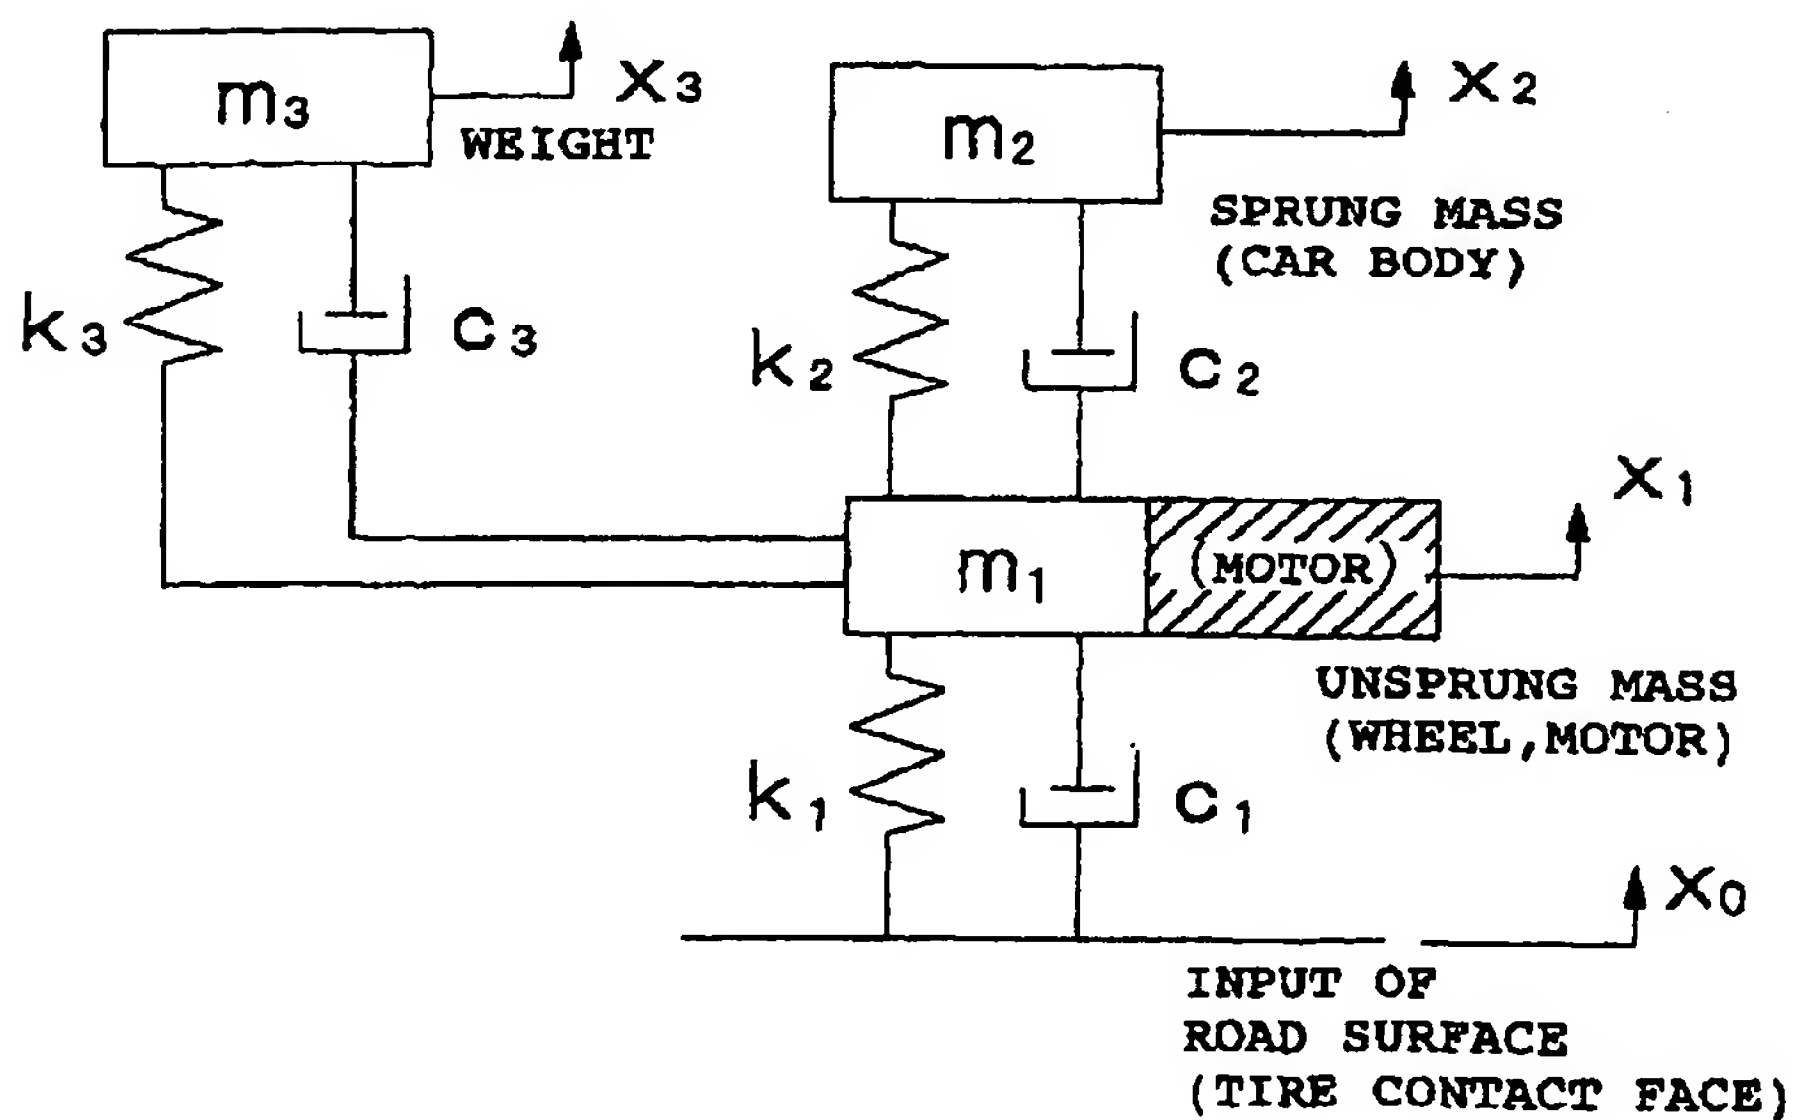 m3
x3
WEIGHT
m2
x2
SPRUNG MASS
(CAR BODY)
k3
c3
k2
c2
m1
(MOTOR)
x1
UNSPRUNG MASS
(WHEEL,MOTOR)
k1
c1
x0
INPUT OF
ROAD SURFACE
(TIRE CONTACT FACE)